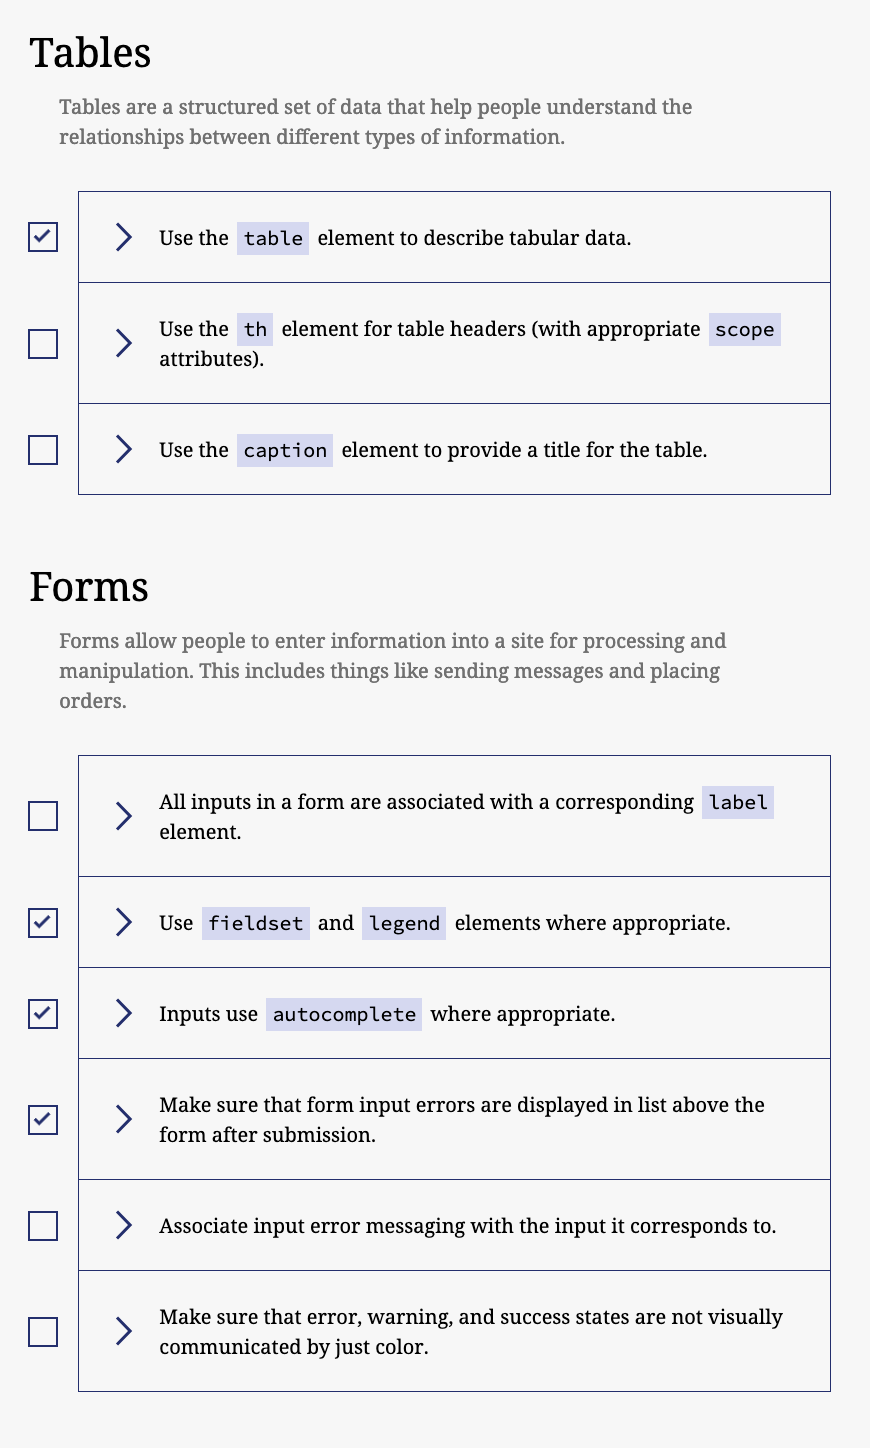 Tables
Tables are a structured set of data that help people understand the
relationships between different types of information.
Use the table element to describe tabular data.
Use the th element for table headers (with appropriate scope
attributes).
Use the caption element to provide a title for the table.
Forms
Forms allow people to enter information into a site for processing and
manipulation. This includes things like sending messages and placing
orders.
All inputs in a form are associated with a corresponding label
element.
Use fieldset and legend elements where appropriate.
Inputs use autocomplete where appropriate.
Make sure that form input errors are displayed in list above the
form after submission.
Associate input error messaging with the input it corresponds to.
Make sure that error, warning, and success states are not visually
communicated by just color.